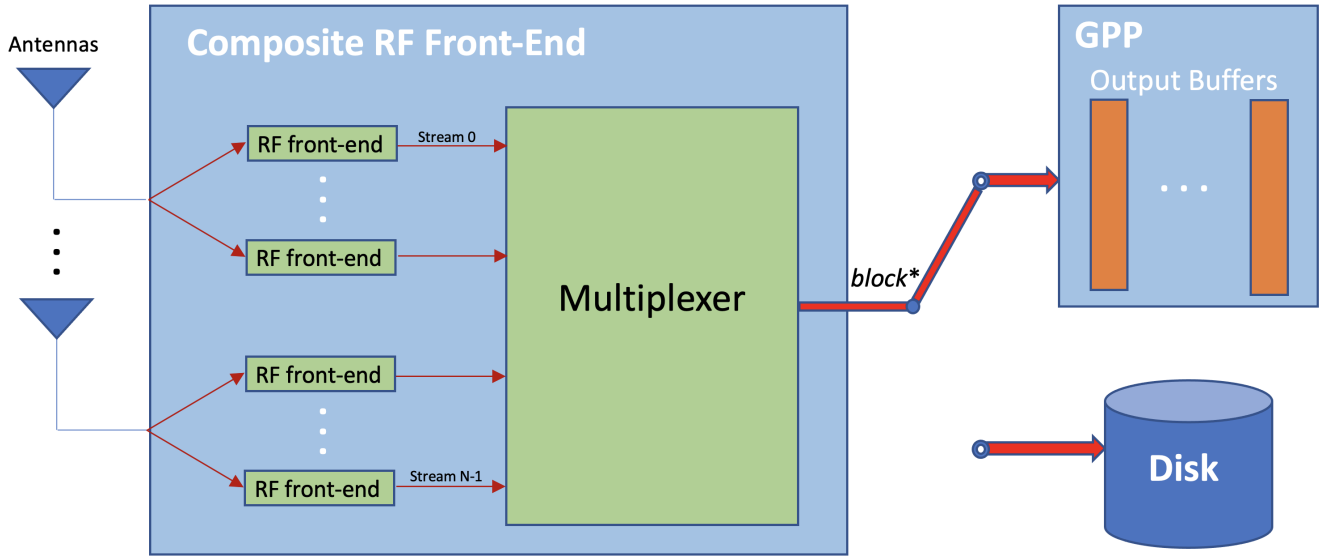 Antennas
Composite RF Front-End
RF front-end
Stream 0
RF front-end
RF front-end
RF front-end
Stream N-1
Multiplexer
block*
GPP
Output Buffers
Disk